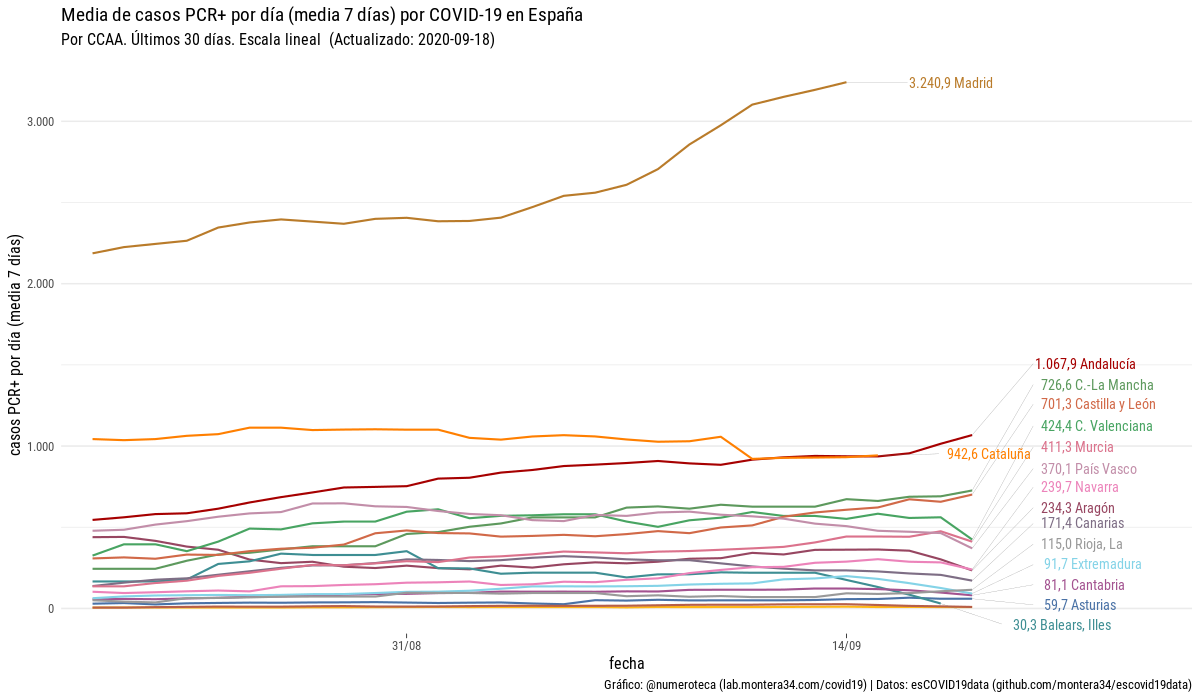 Media de casos PCR+ por día (media 7 días) por COVID-19 en España
Por CCAA. Últimos 30 días. Escala lineal (Actualizado: 2020-09-18)
casos PCR+ por día (media 7 días)
3.000
2.000
1.000
0
3.240,9 Madrid
1.067,9 Andalucía
726,6 C.-La Mancha
701,3 Castilla y León
424,4 C. Valenciana
411,3 Murcia
942,6 Cataluña
370,1 País Vasco
239,7 Navarra
234,3 Aragón
171,4 Canarias
115,0 Rioja, La
91,7 Extremadura
81,1 Cantabria
59,7 Asturias
30,3 Balears, Illes
31/08
14/09
fecha
Gráfico: @numeroteca (lab.montera34.com/covid19) | Datos: esCOVID19data (github.com/montera34/escovid19data)